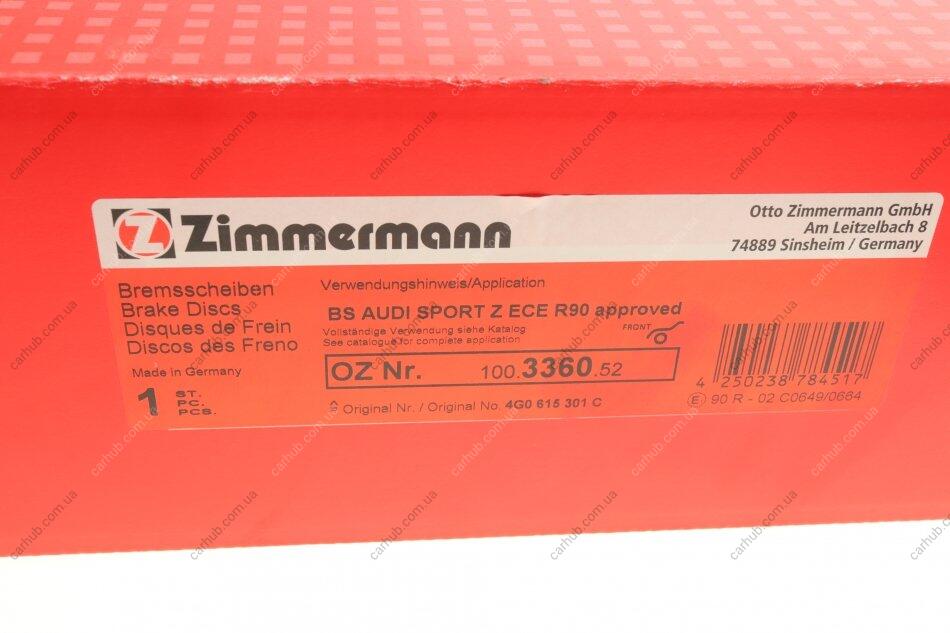 Z Zimmermann
Otto Zimmermann GmbH
Am Leitzelbach 8
74889 Sinsheim / Germany
Bremsscheiben
Brake Discs
Disques de Frein
Discos des Freno
Made in Germany
1 ST.
PC.
PCS.
Verwendungshinweis/Application
BS AUDI SPORT Z ECE R90 approved
Vollständige Verwendung siehe Katalog
See catalogue for complete application
FRONT
OZ Nr. 100.3360.52
Original Nr. / Original No. 4G0 615 301 C
4 250238 784517
E 90 R - 02 C0649/0664
carhub.com.ua